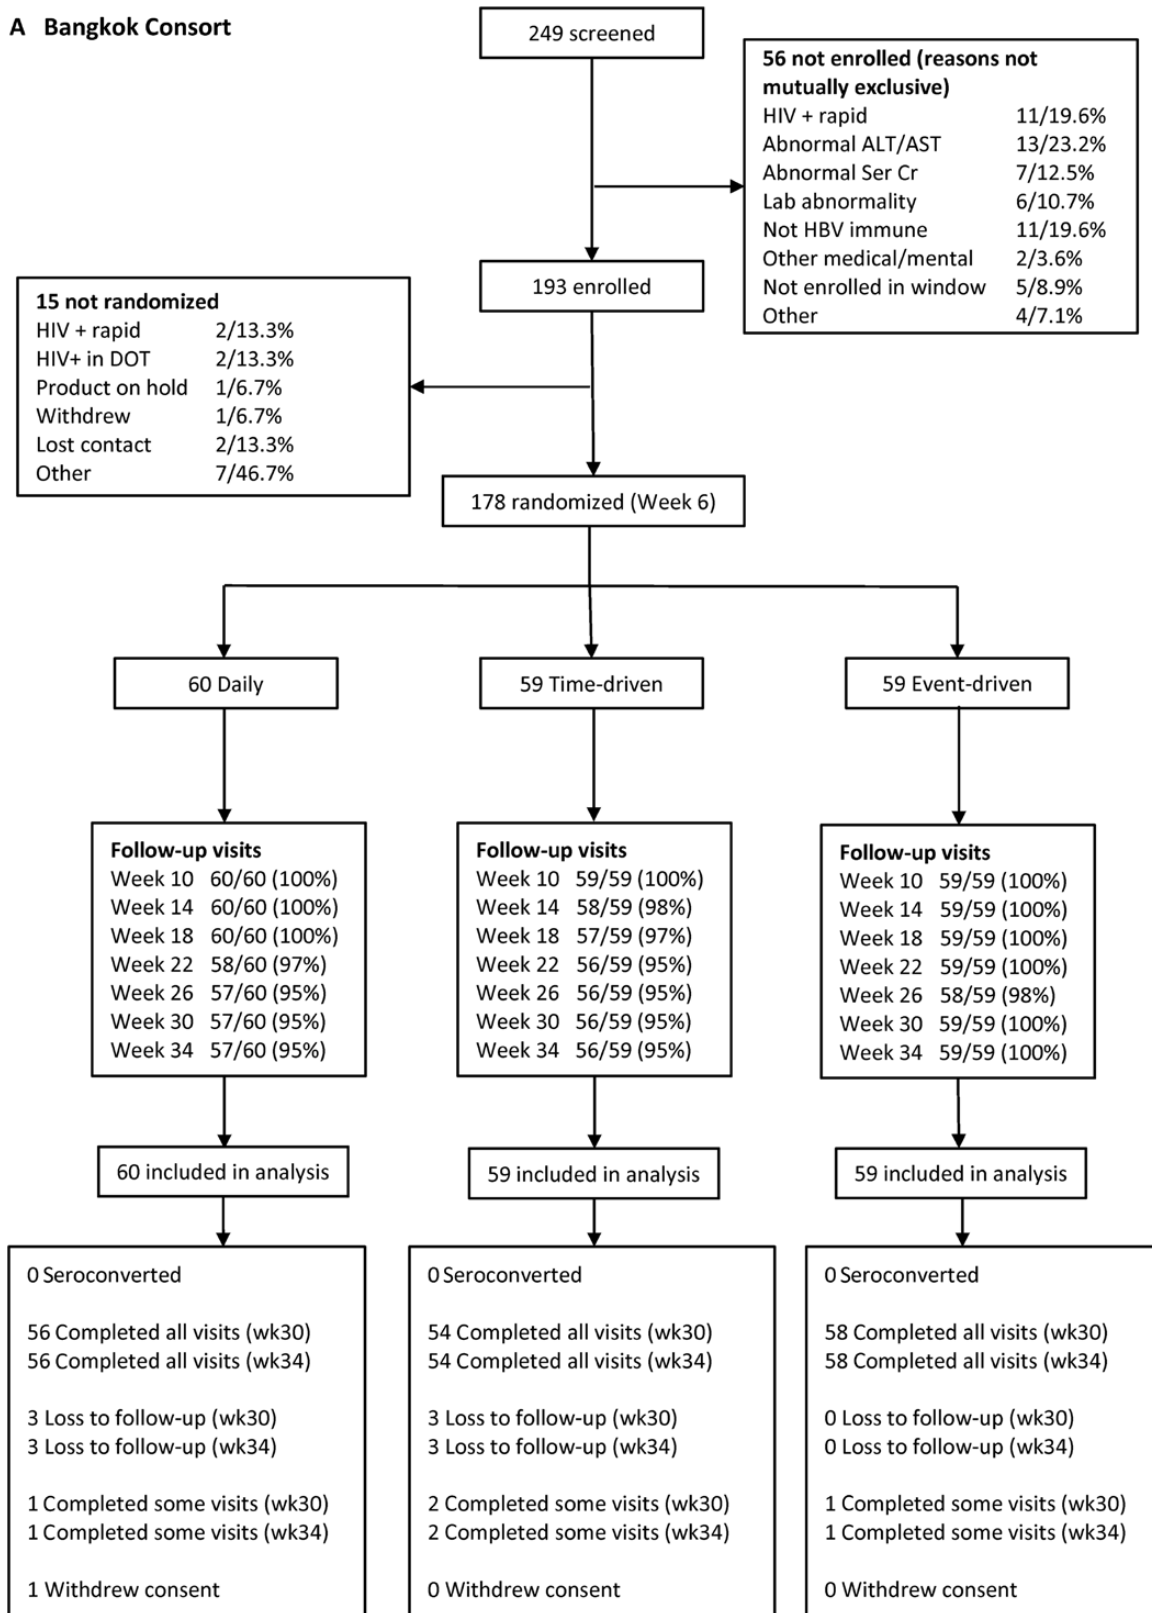 A Bangkok Consort
249 screened
56 not enrolled (reasons not
mutually exclusive)
HIV + rapid 11/19.6%
Abnormal ALT/AST 13/23.2%
Abnormal Ser Cr 7/12.5%
Lab abnormality 6/10.7%
Not HBV immune 11/19.6%
Other medical/mental 2/3.6%
Not enrolled in window 5/8.9%
Other 4/7.1%
193 enrolled
15 not randomized
HIV + rapid 2/13.3%
HIV+ in DOT 2/13.3%
Product on hold 1/6.7%
Withdrew 1/6.7%
Lost contact 2/13.3%
Other 7/46.7%
178 randomized (Week 6)
60 Daily
59 Time-driven
59 Event-driven
Follow-up visits
Week 10 60/60 (100%)
Week 14 60/60 (100%)
Week 18 60/60 (100%)
Week 22 58/60 (97%)
Week 26 57/60 (95%)
Week 30 57/60 (95%)
Week 34 57/60 (95%)
Follow-up visits
Week 10 59/59 (100%)
Week 14 58/59 (98%)
Week 18 57/59 (97%)
Week 22 56/59 (95%)
Week 26 56/59 (95%)
Week 30 56/59 (95%)
Week 34 56/59 (95%)
Follow-up visits
Week 10 59/59 (100%)
Week 14 59/59 (100%)
Week 18 59/59 (100%)
Week 22 59/59 (100%)
Week 26 58/59 (98%)
Week 30 59/59 (100%)
Week 34 59/59 (100%)
60 included in analysis
59 included in analysis
59 included in analysis
0 Seroconverted
56 Completed all visits (wk30)
56 Completed all visits (wk34)
3 Loss to follow-up (wk30)
3 Loss to follow-up (wk34)
1 Completed some visits (wk30)
1 Completed some visits (wk34)
1 Withdrew consent
0 Seroconverted
54 Completed all visits (wk30)
54 Completed all visits (wk34)
3 Loss to follow-up (wk30)
3 Loss to follow-up (wk34)
2 Completed some visits (wk30)
2 Completed some visits (wk34)
0 Withdrew consent
0 Seroconverted
58 Completed all visits (wk30)
58 Completed all visits (wk34)
0 Loss to follow-up (wk30)
0 Loss to follow-up (wk34)
1 Completed some visits (wk30)
1 Completed some visits (wk34)
0 Withdrew consent